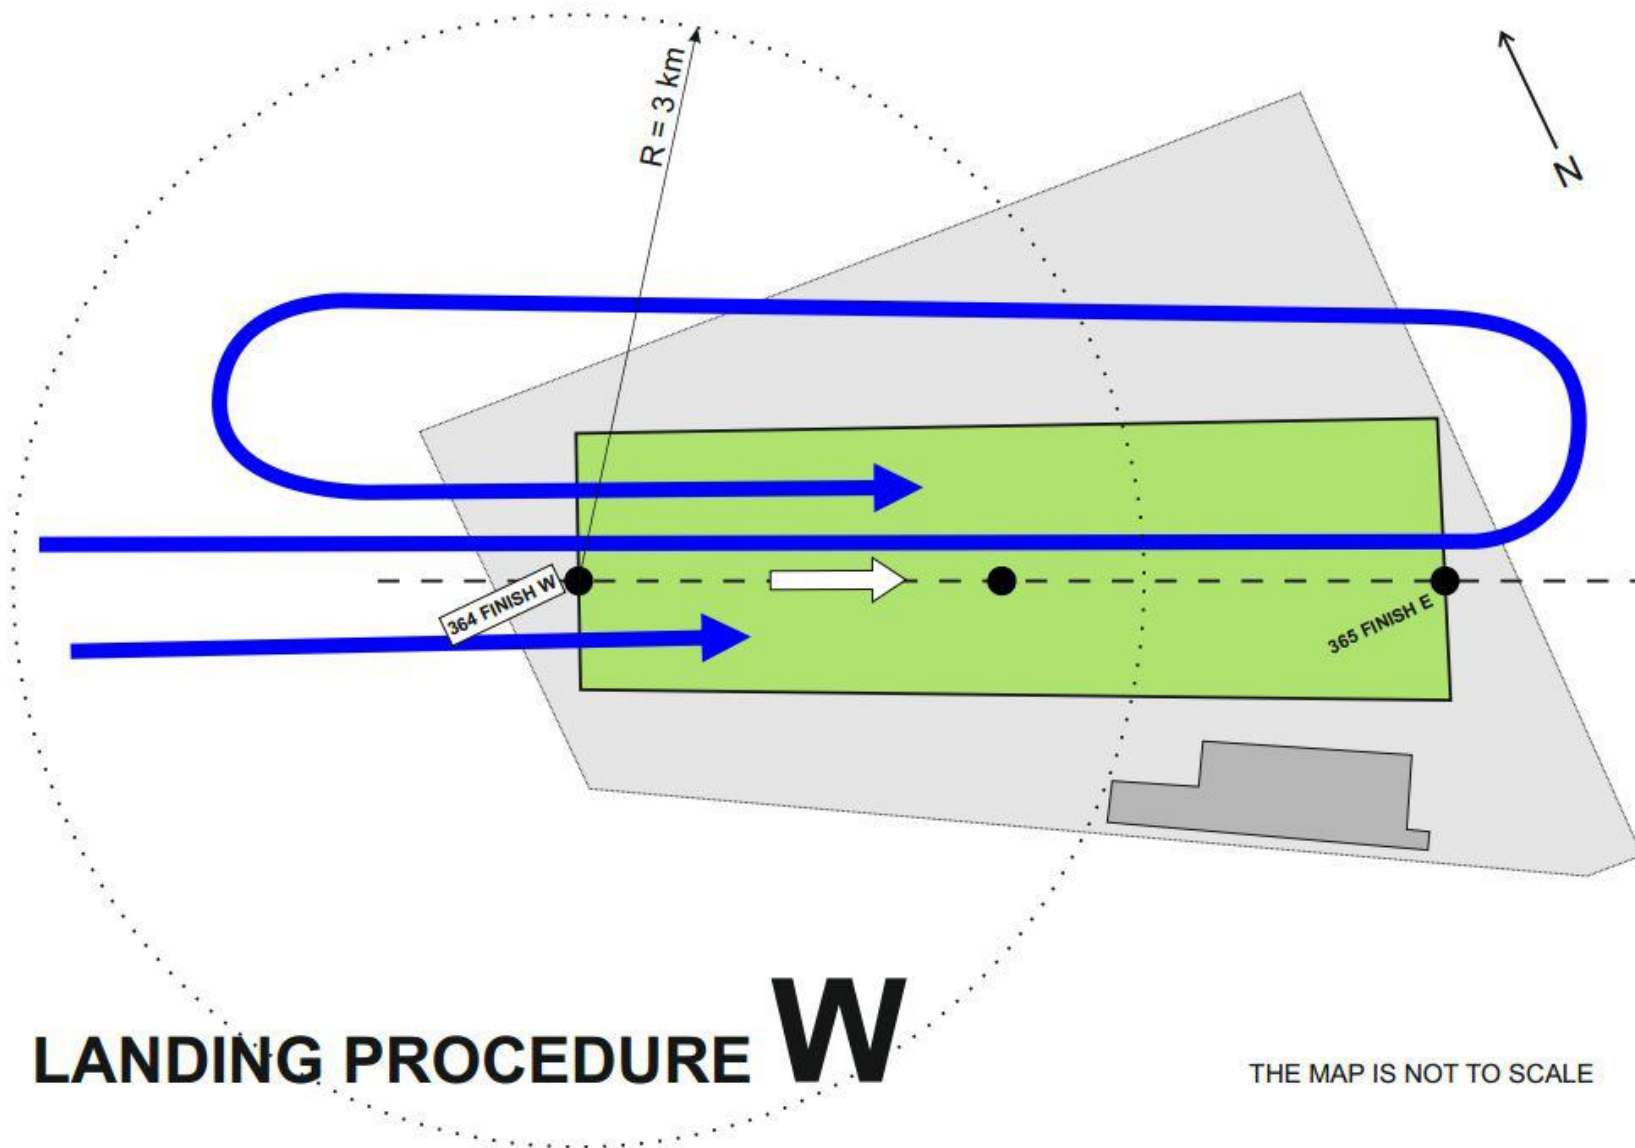 R = 3 km
N
364 FINISH W
365 FINISH E
LANDING PROCEDURE W
THE MAP IS NOT TO SCALE